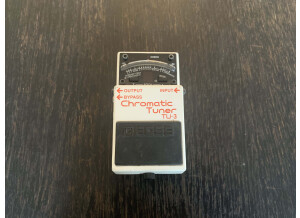 OUTPUT INPUT
BYPASS
Chromatic
Tuner
TU-3
BOSS